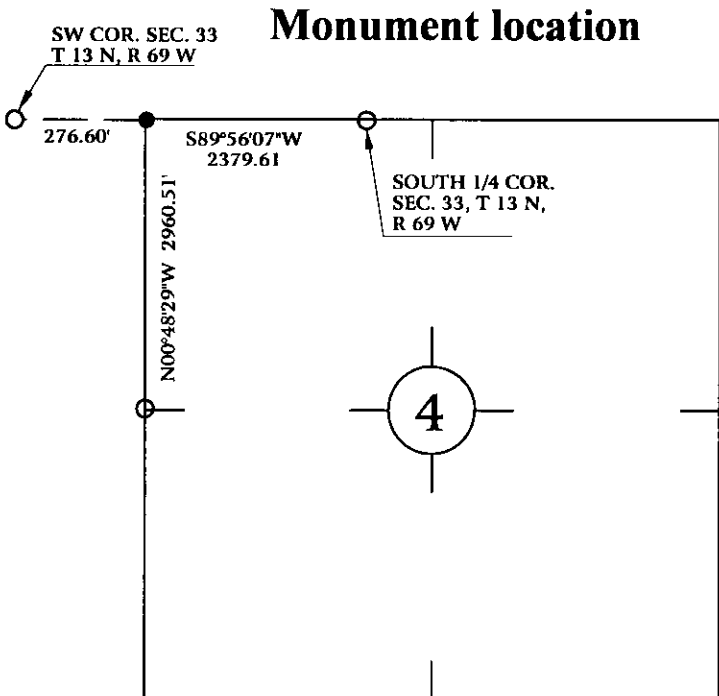 Monument location
SW COR. SEC. 33
T 13 N, R 69 W
276.60'
S89°56'07"W
2379.61
SOUTH 1/4 COR.
SEC. 33, T 13 N,
R 69 W
N00°48'29"W 2960.51'
4